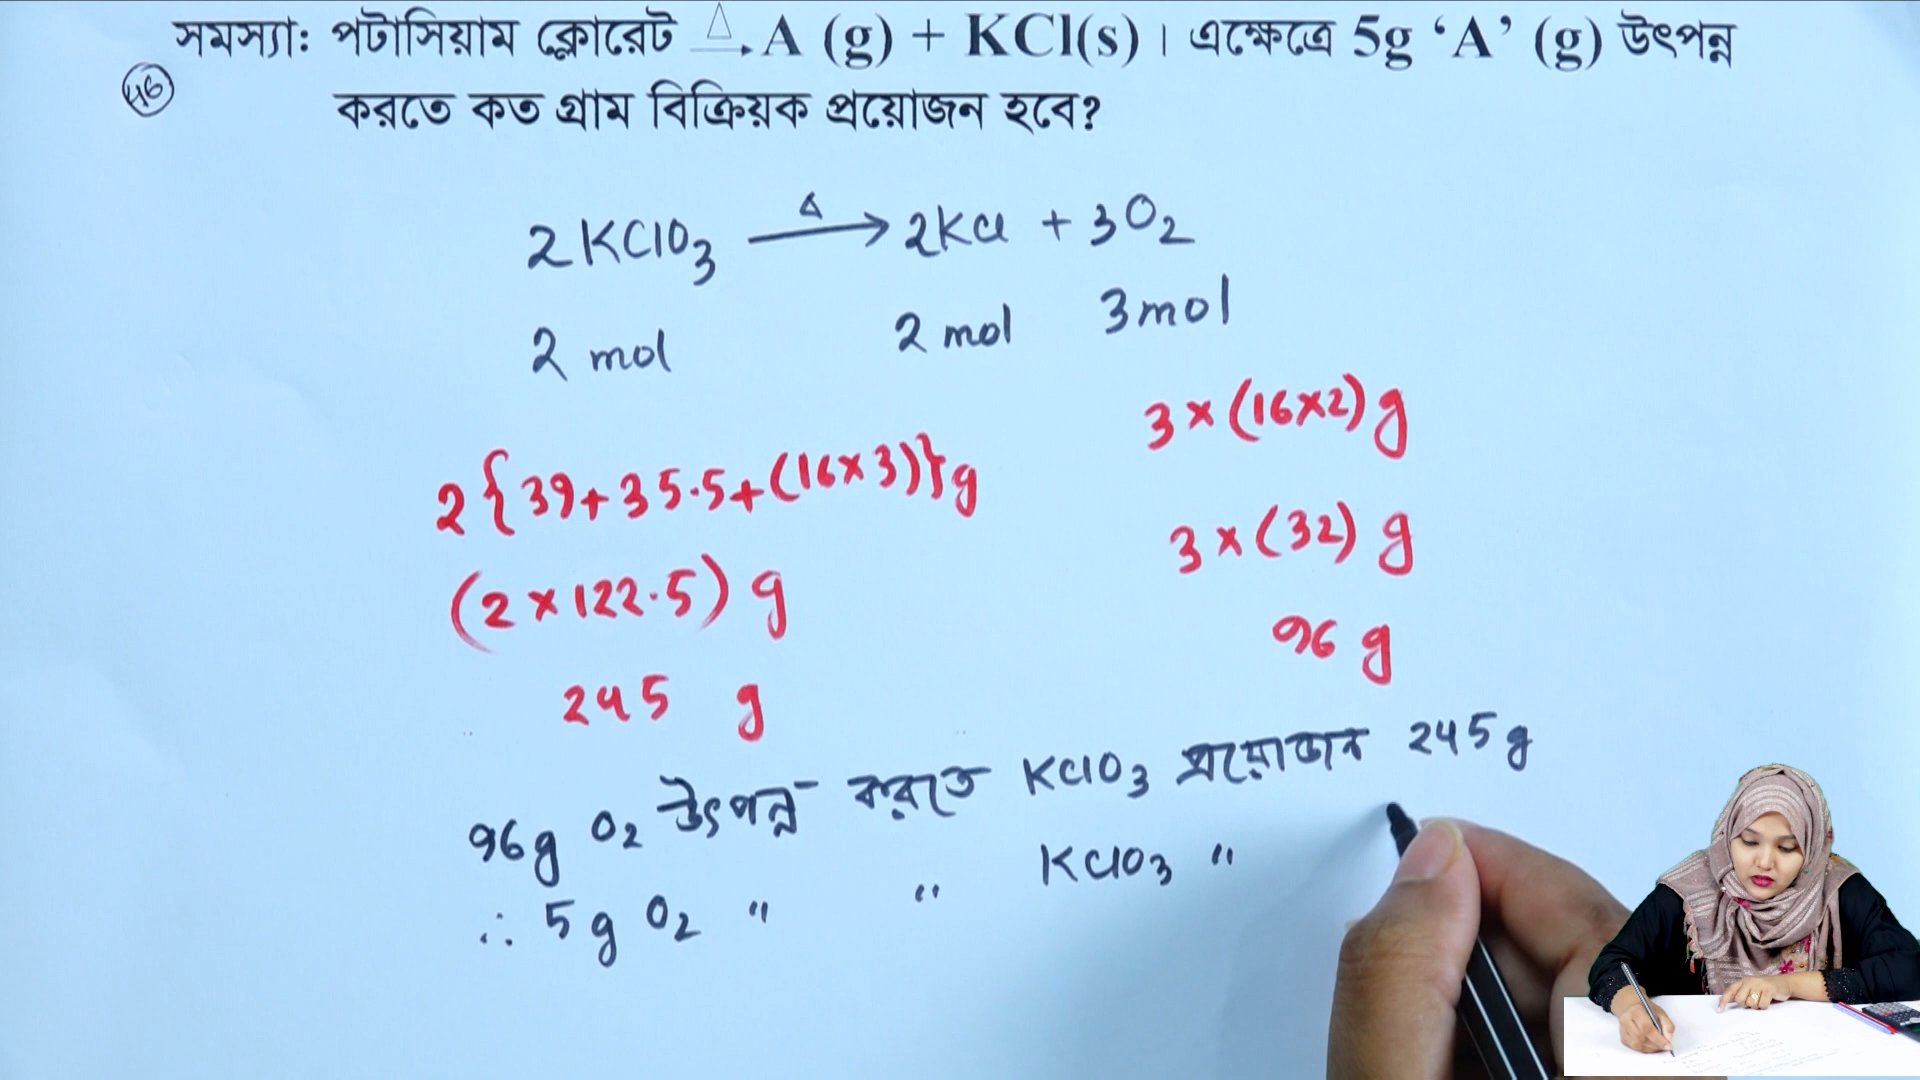 সমস্যা: পটাসিয়াম ক্লোরেট △→ A (g) + KCl(s)। এক্ষেত্রে 5g ‘A’ (g) উৎপন্ন
46
করতে কত গ্রাম বিক্রিয়ক প্রয়োজন হবে?
2KClO3 Δ→ 2KCl + 3O2
2 mol 2 mol 3mol
3×(16×2)g
2{39+35.5+(16×3)}g
3×(32) g
(2×122.5) g
96 g
245 g
96g O2 উৎপন্ন করতে KClO3 প্রয়োজন 245g
∴ 5g O2 " " KClO3 "